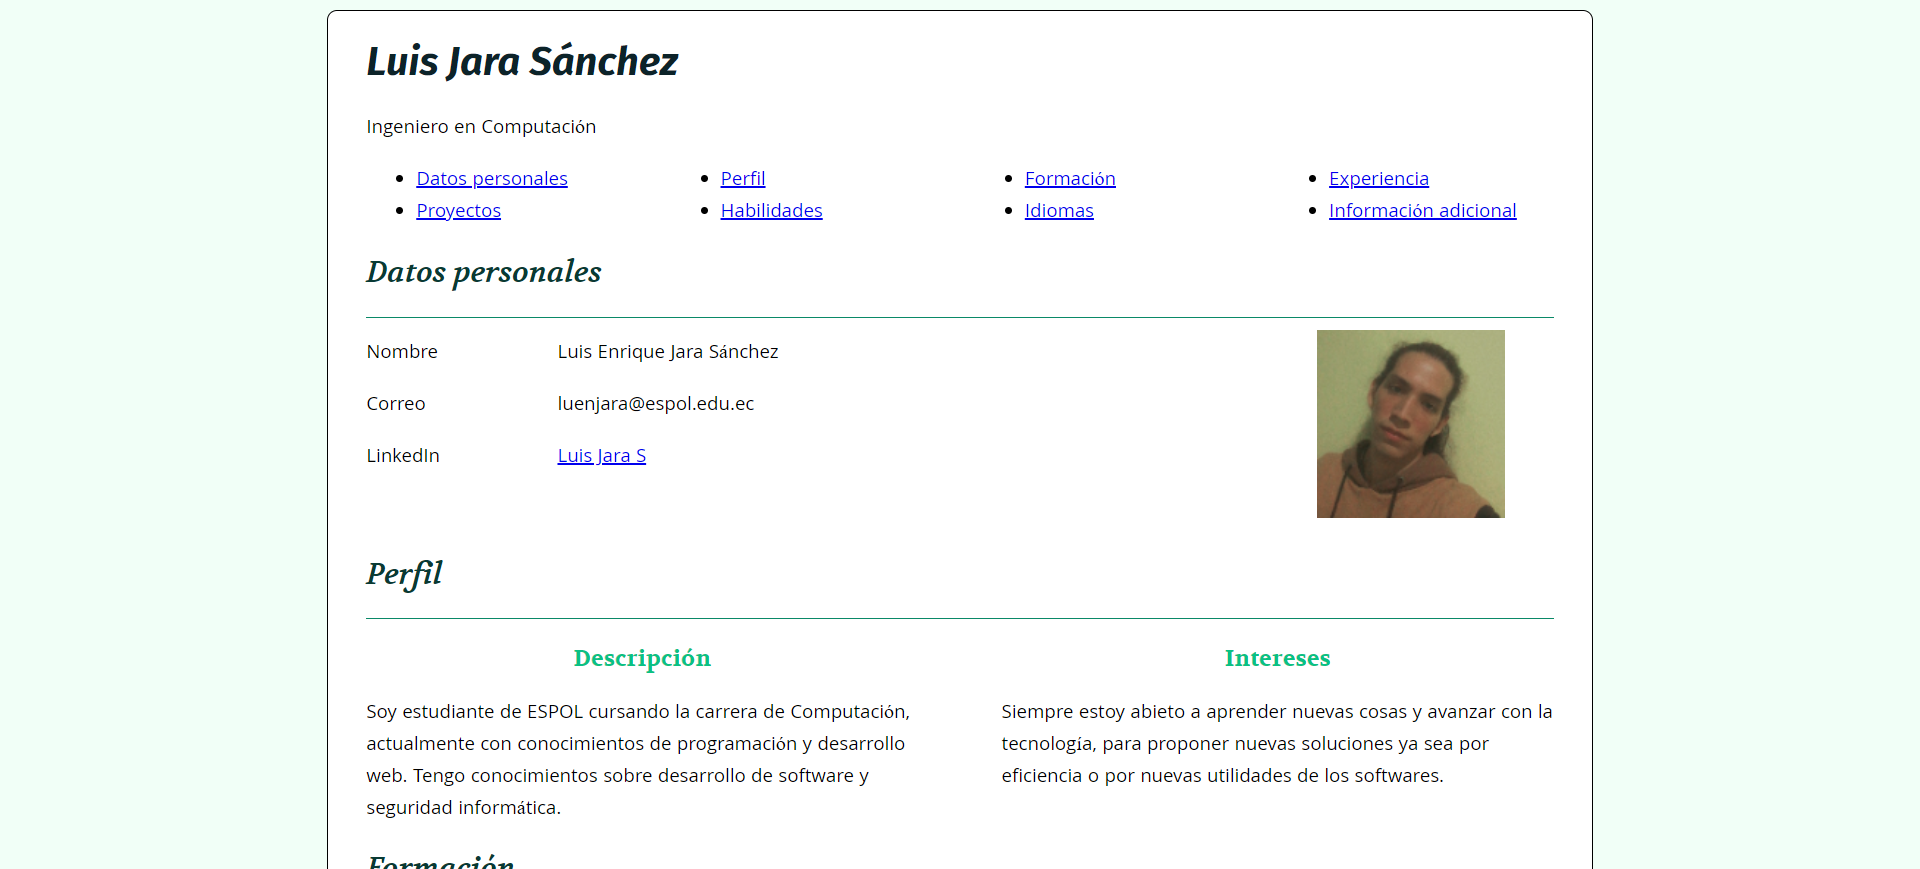 Luis Jara Sánchez
Ingeniero en Computación
Datos personales Perfil Formación Experiencia
Proyectos Habilidades Idiomas Información adicional
Datos personales
Nombre Luis Enrique Jara Sánchez
Correo luenjara@espol.edu.ec
LinkedIn Luis Jara S
Perfil
Descripción
Soy estudiante de ESPOL cursando la carrera de Computación,
actualmente con conocimientos de programación y desarrollo
web. Tengo conocimientos sobre desarrollo de software y
seguridad informática.
Intereses
Siempre estoy abieto a aprender nuevas cosas y avanzar con la
tecnología, para proponer nuevas soluciones ya sea por
eficiencia o por nuevas utilidades de los softwares.
Formación